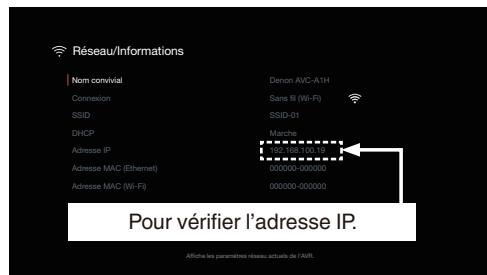 Réseau/Informations
Nom convivial Denon AVC-A1H
Connexion Sans fil (Wi-Fi)
SSID SSID-01
DHCP Marche
Adresse IP 192.168.100.19
Adresse MAC (Ethernet) 000000-000000
Adresse MAC (Wi-Fi) 000000-000000
Pour vérifier l’adresse IP.
Affiche les paramètres réseau actuels de l'AVR.